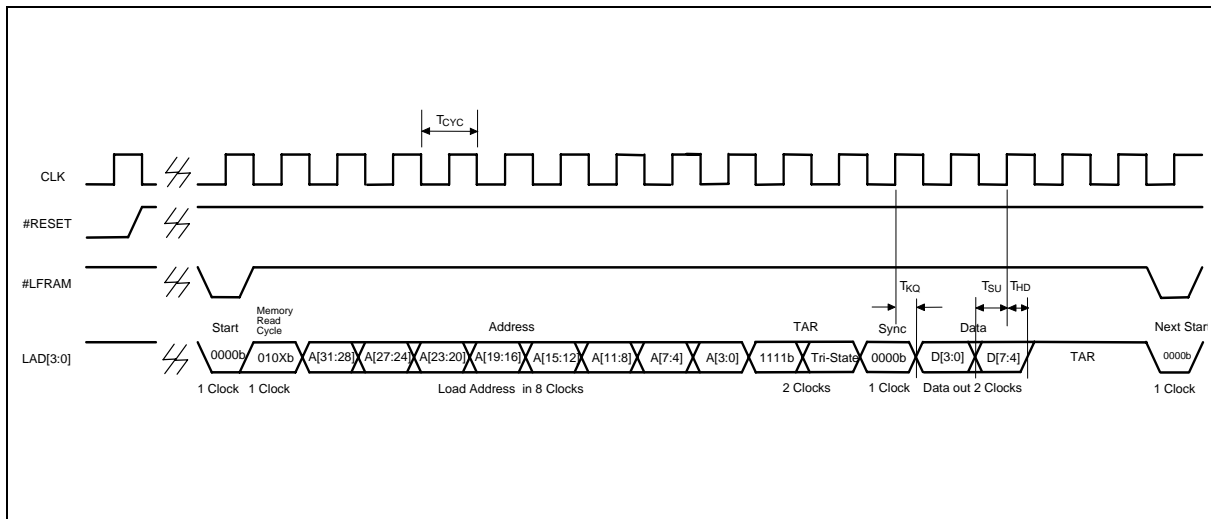 TCYC
CLK
#RESET
#LFRAM
TKQ TSU THD
Start Memory Read Cycle Address TAR Sync Data Next Start
LAD[3:0] 0000b 010Xb A[31:28] A[27:24] A[23:20] A[19:16] A[15:12] A[11:8] A[7:4] A[3:0] 1111b Tri-State 0000b D[3:0] D[7:4] TAR 0000b
1 Clock 1 Clock Load Address in 8 Clocks 2 Clocks 1 Clock Data out 2 Clocks 1 Clock